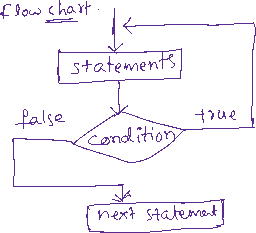 flow chart.
statements
false
true
condition
next statement